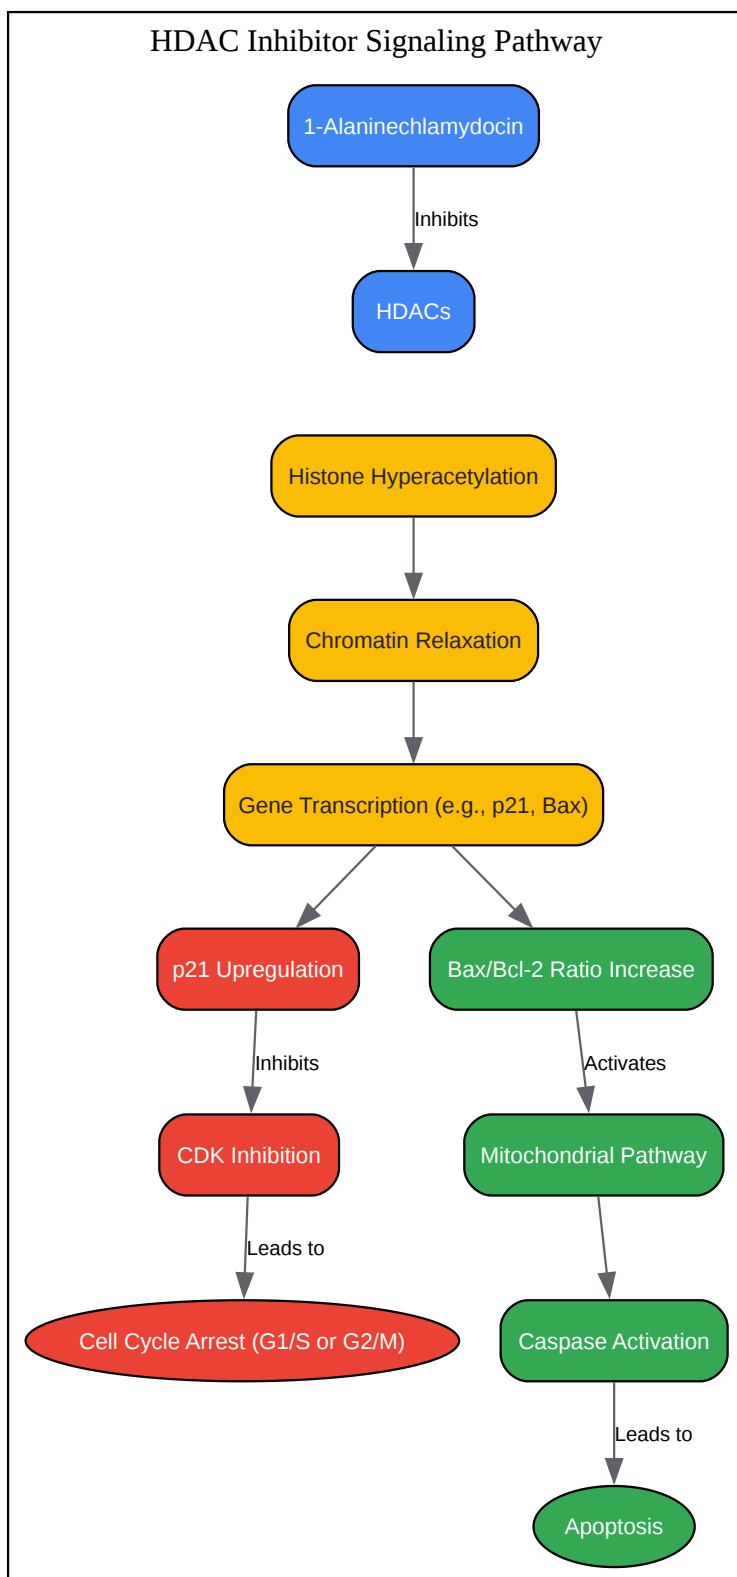 HDAC Inhibitor Signaling Pathway
1-Alaninechlamydocin
Inhibits
HDACs
Histone Hyperacetylation
Chromatin Relaxation
Gene Transcription (e.g., p21, Bax)
p21 Upregulation
Bax/Bcl-2 Ratio Increase
Inhibits
Activates
CDK Inhibition
Mitochondrial Pathway
Leads to
Cell Cycle Arrest (G1/S or G2/M)
Caspase Activation
Leads to
Apoptosis